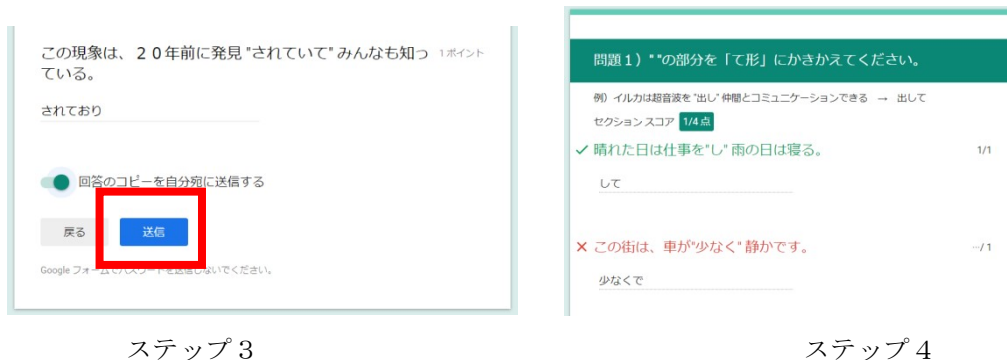 この現象は、２０年前に発見 "されていて" みんなも知っ 1 ポイント
ている。
されており
回答のコピーを自分宛に送信する
戻る 送信
Google フォームでパスワードを送信しないでください。
ステップ３
問題１）" "の部分を「て形」にかきかえてください。
例）イルカは超音波を "出し" 仲間とコミュニケーションできる → 出して
セクション スコア 1/4 点
晴れた日は仕事を"し" 雨の日は寝る。 1/1
して
この街は、車が"少なく" 静かです。 ···/ 1
少なくで
ステップ４